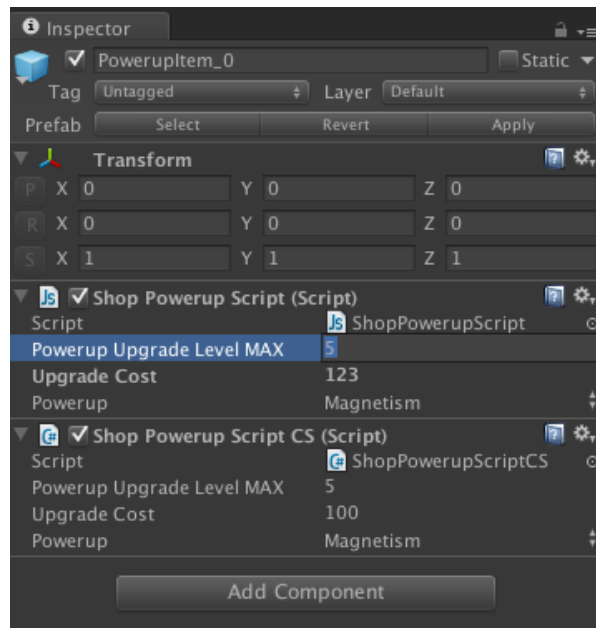 Inspector
PowerupItem_0 Static
Tag Untagged Layer Default
Prefab Select Revert Apply
Transform
P X 0 Y 0 Z 0
R X 0 Y 0 Z 0
S X 1 Y 1 Z 1
Js Shop Powerup Script (Script)
Script Js ShopPowerupScript
Powerup Upgrade Level MAX 5
Upgrade Cost 123
Powerup Magnetism
C# Shop Powerup Script CS (Script)
Script C# ShopPowerupScriptCS
Powerup Upgrade Level MAX 5
Upgrade Cost 100
Powerup Magnetism
Add Component